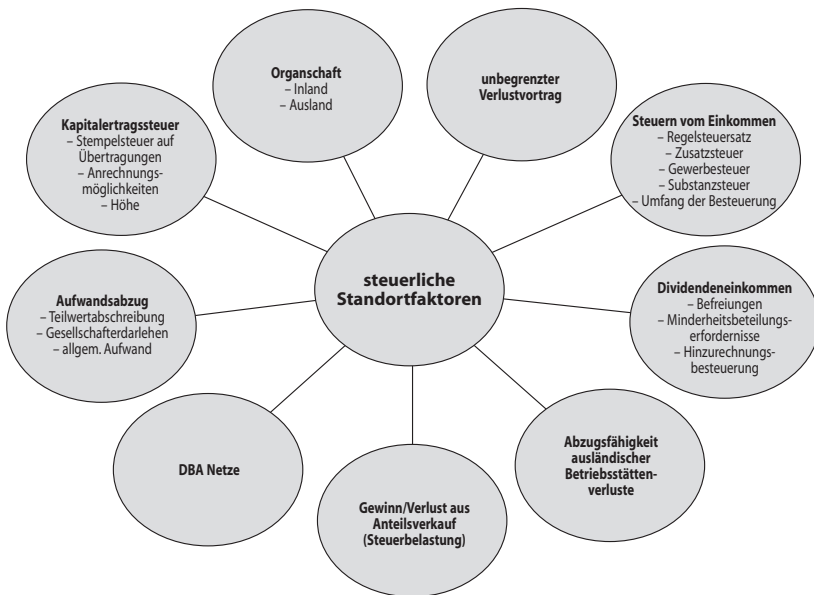 Organschaft
– Inland
– Ausland
unbegrenzter
Verlustvortrag
Kapitalertragssteuer
– Stempelsteuer auf
Übertragungen
– Anrechnungs-
möglichkeiten
– Höhe
Steuern vom Einkommen
– Regelsteuersatz
– Zusatzsteuer
– Gewerbesteuer
– Substanzsteuer
– Umfang der Besteuerung
steuerliche
Standortfaktoren
Aufwandsabzug
– Teilwertabschreibung
– Gesellschafterdarlehen
– allgem. Aufwand
Dividendeneinkommen
– Befreiungen
– Minderheitsbeteilungs-
erfordernisse
– Hinzurechnungs-
besteuerung
DBA Netze
Gewinn/Verlust aus
Anteilsverkauf
(Steuerbelastung)
Abzugsfähigkeit
ausländischer
Betriebsstätten-
verluste